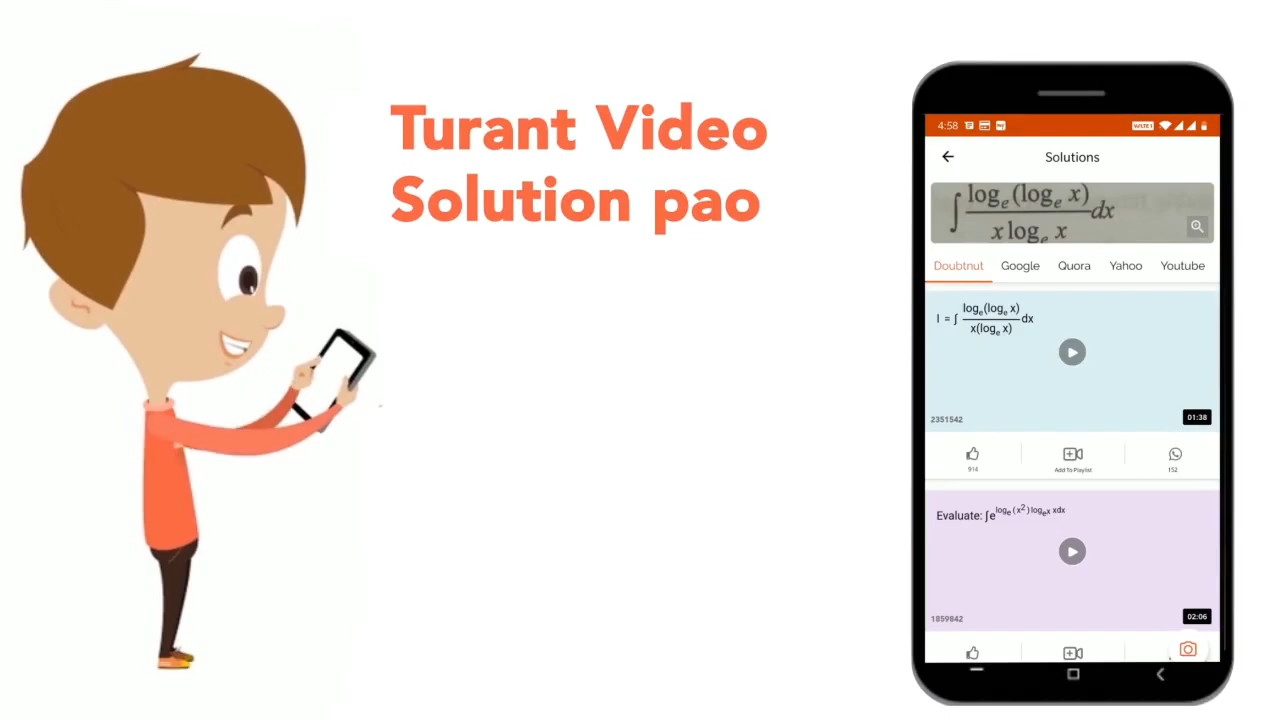 Turant Video
Solution pao
4:58
Solutions
∫ logₑ(logₑ x) / x logₑ x dx
Doubtnut Google Quora Yahoo Youtube
I = ∫ logₑ(logₑ x) / x(logₑ x) dx
2351542 01:38
914 Add To Playlist 152
Evaluate: ∫e^logₑ(x²)logₑx xdx
1859842 02:06